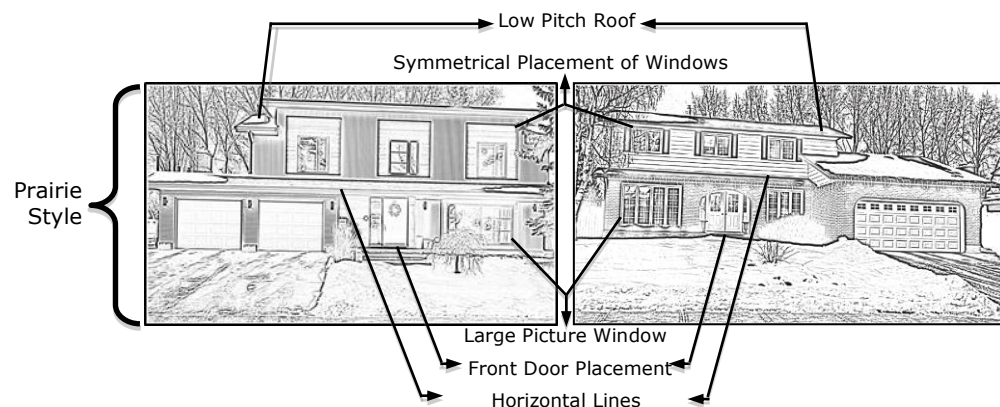 Low Pitch Roof
Symmetrical Placement of Windows
Prairie
Style
Large Picture Window
Front Door Placement
Horizontal Lines